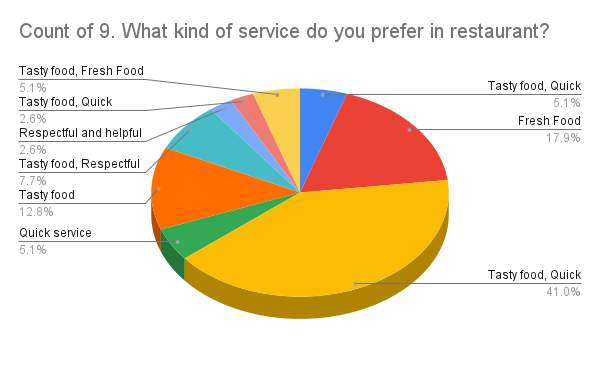 Count of 9. What kind of service do you prefer in restaurant?
Tasty food, Fresh Food
5.1%
Tasty food, Quick
2.6%
Respectful and helpful
2.6%
Tasty food, Respectful
7.7%
Tasty food
12.8%
Quick service
5.1%
Tasty food, Quick
5.1%
Fresh Food
17.9%
Tasty food, Quick
41.0%